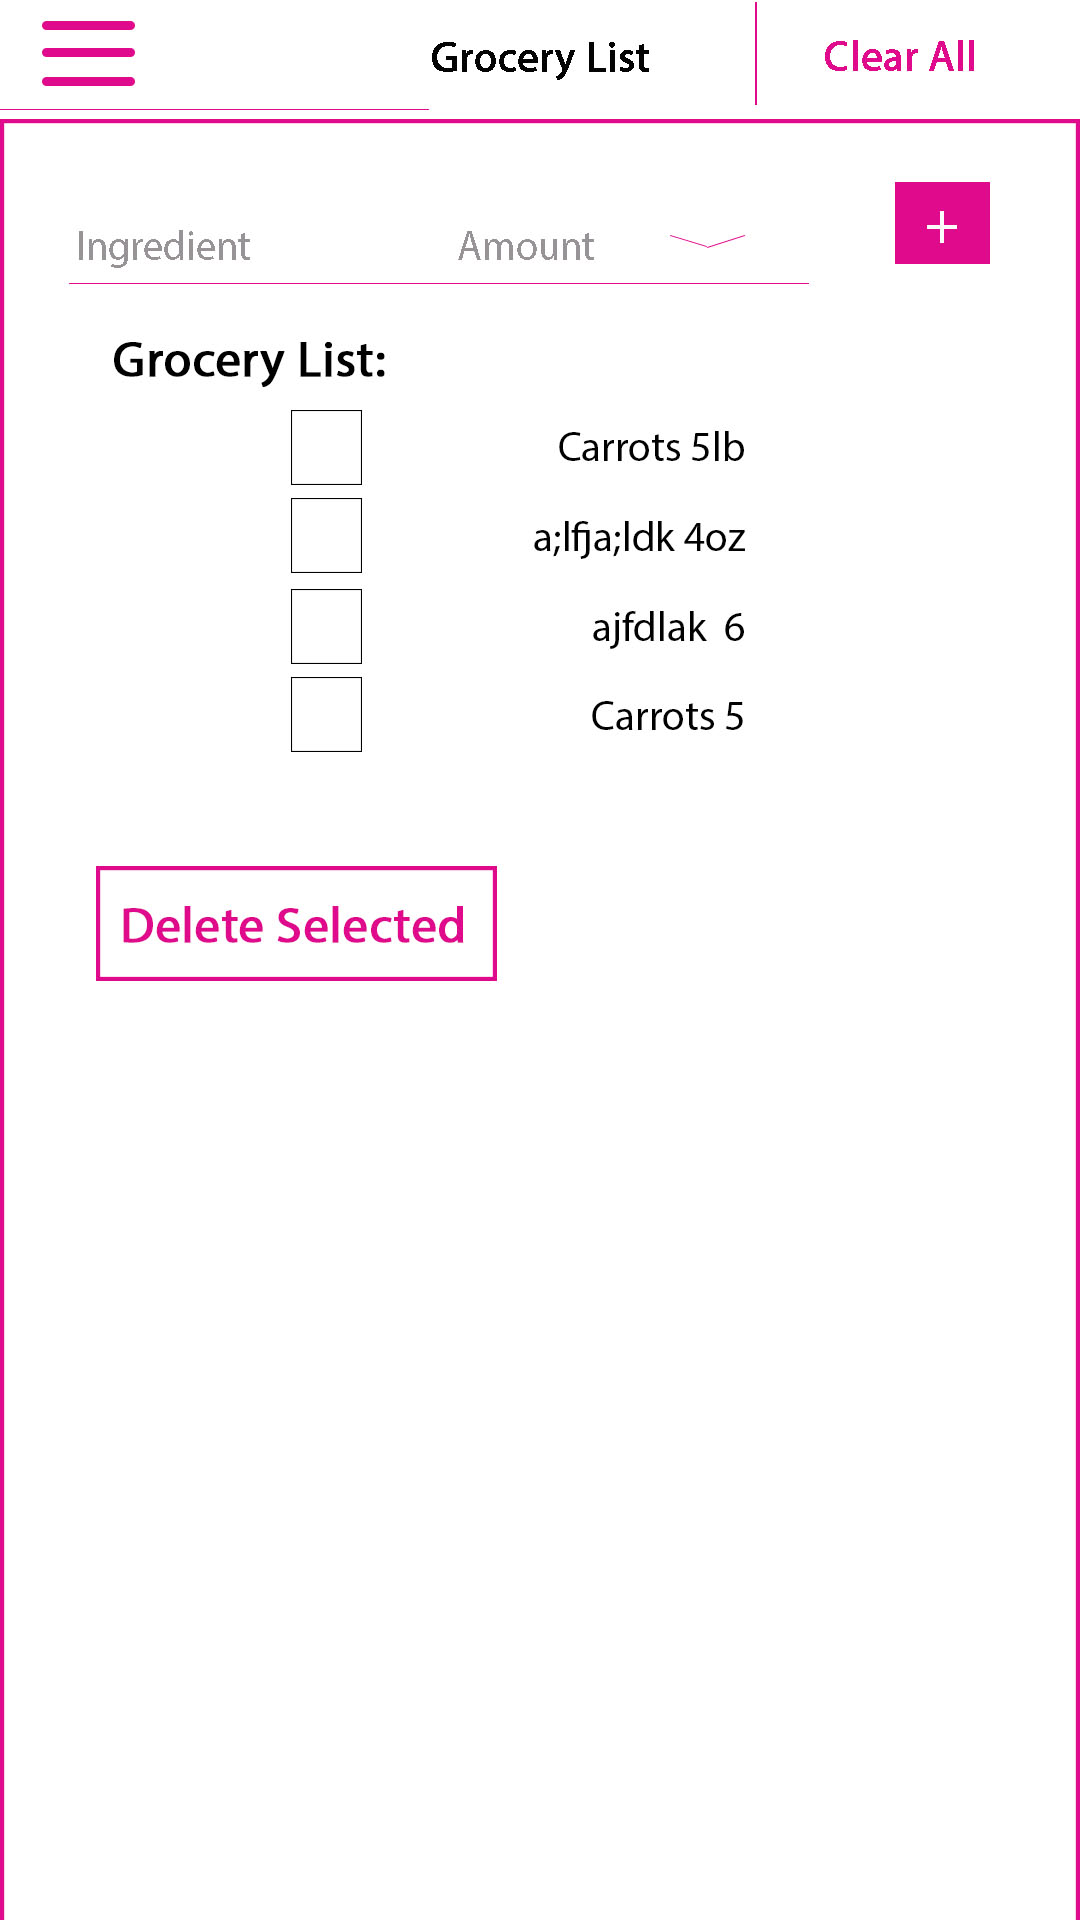 Grocery List
Clear All
Ingredient Amount
+
Grocery List:
Carrots 5lb
a;lfja;ldk 4oz
ajfdlak  6
Carrots 5
Delete Selected